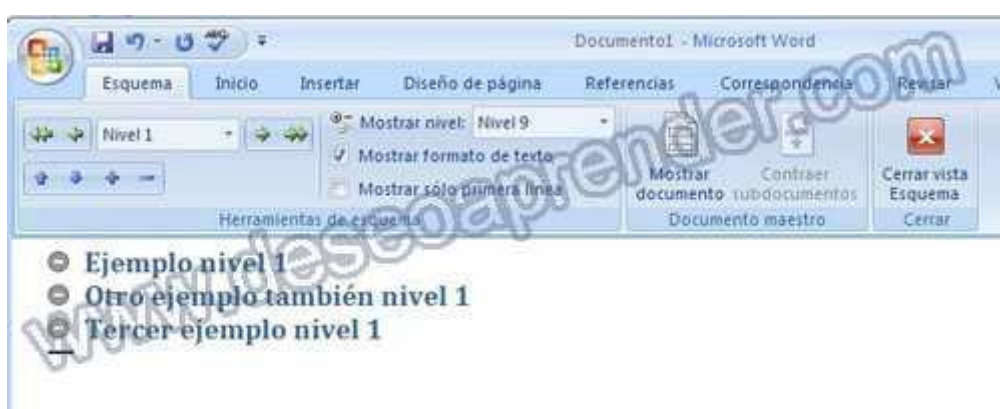 Documento1 - Microsoft Word
Esquema Inicio Insertar Diseño de página Referencias Correspondencia Revisar
Nivel 1
Mostrar nivel: Nivel 9
Mostrar formato de texto
Mostrar sólo primera línea
Mostrar documento
Contraer subdocumentos
Cerrar vista Esquema
Herramientas de esquema Documento maestro Cerrar
Ejemplo nivel 1
Otro ejemplo también nivel 1
Tercer ejemplo nivel 1
www.deseoaprender.com